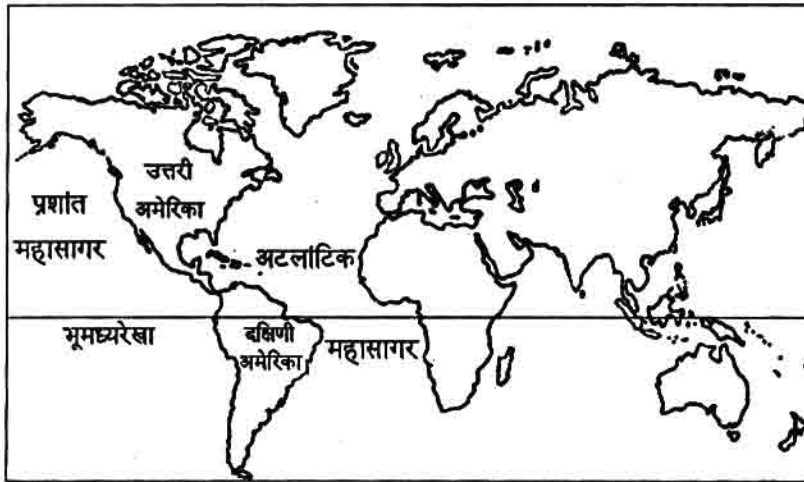 उत्तरी
अमेरिका
प्रशांत
महासागर
अटलांटिक
भूमध्यरेखा
दक्षिणी
अमेरिका
महासागर